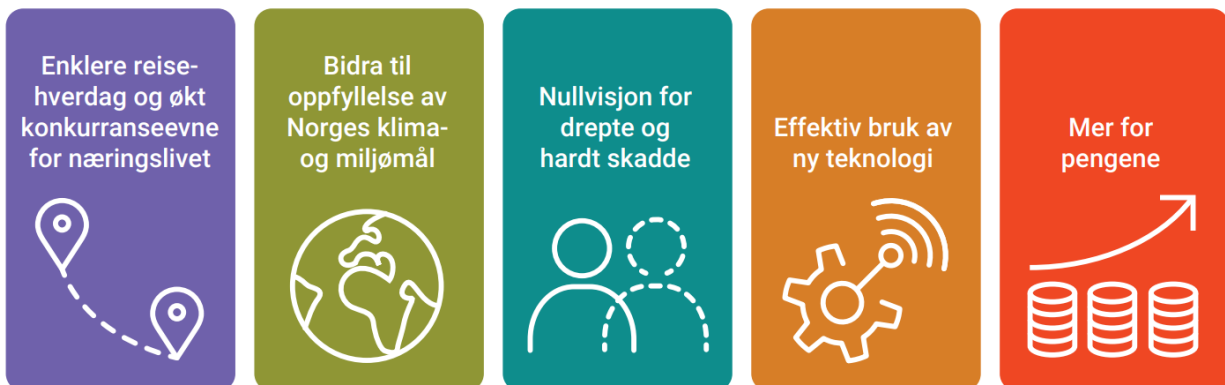 Enklere reise-
hverdag og økt
konkurranseevne
for næringslivet
Bidra til
oppfyllelse av
Norges klima-
og miljømål
Nullvisjon for
drepte og
hardt skadde
Effektiv bruk av
ny teknologi
Mer for
pengene